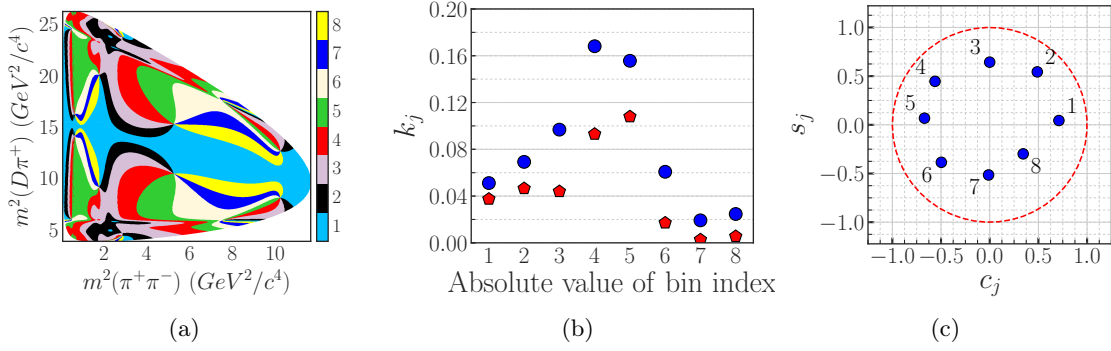 25
20
15
10
5
2 4 6 8 10
m²(Dπ⁺) (GeV²/c⁴)
m²(π⁺π⁻) (GeV²/c⁴)
8
7
6
5
4
3
2
1
(a)
0.20
0.16
0.12
0.08
0.04
0.00
k_j
1 2 3 4 5 6 7 8
Absolute value of bin index
(b)
1.0
0.5
0.0
−0.5
−1.0
s_j
3
2
4
1
5
6
7
8
−1.0 −0.5 0.0 0.5 1.0
c_j
(c)